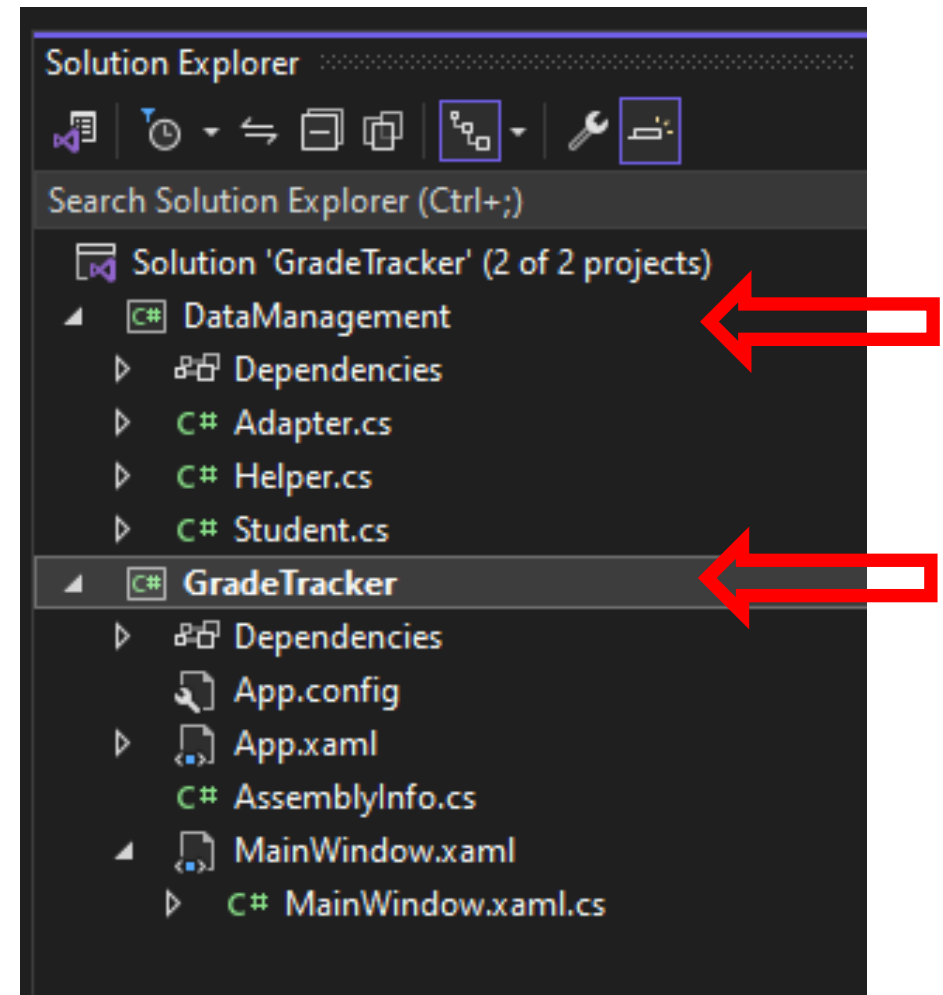 Solution Explorer
Search Solution Explorer (Ctrl+;)
Solution 'GradeTracker' (2 of 2 projects)
C# DataManagement
Dependencies
C# Adapter.cs
C# Helper.cs
C# Student.cs
C# GradeTracker
Dependencies
App.config
App.xaml
C# AssemblyInfo.cs
MainWindow.xaml
C# MainWindow.xaml.cs